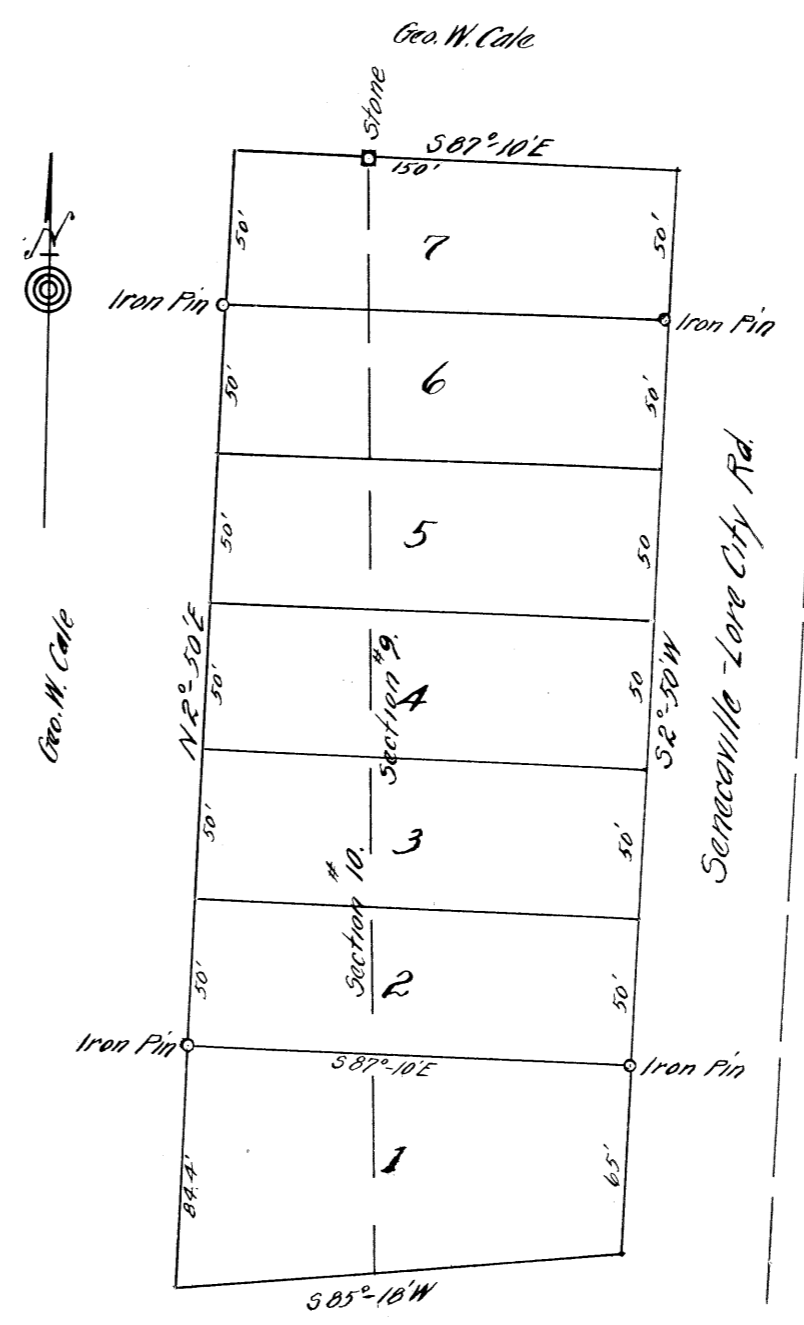 Geo. W. Cale
Stone
S 87°-10' E
150'
N
50'
7
50'
Iron Pin
Iron Pin
50'
6
50'
50'
5
50
Geo. W. Cale
N 2°-50' E
50'
Section #9.
4
50
S 2°-50' W
Senecaville-Lore City Rd.
50'
3
50'
Section #10.
50'
2
50'
Iron Pin
S 87°-10' E
Iron Pin
84.4'
1
65'
S 85°-18' W